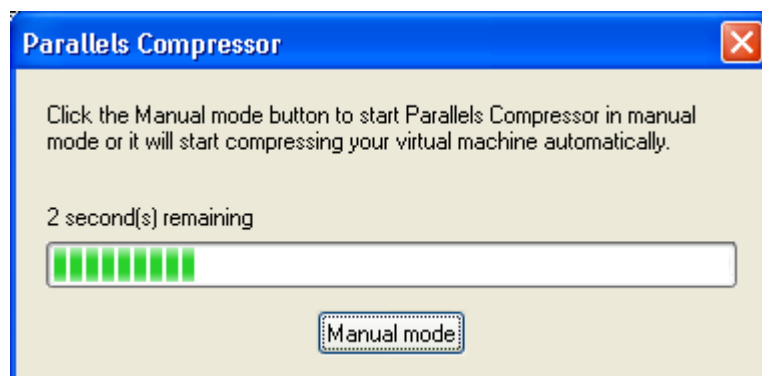 Parallels Compressor
Click the Manual mode button to start Parallels Compressor in manual
mode or it will start compressing your virtual machine automatically.
2 second(s) remaining
Manual mode